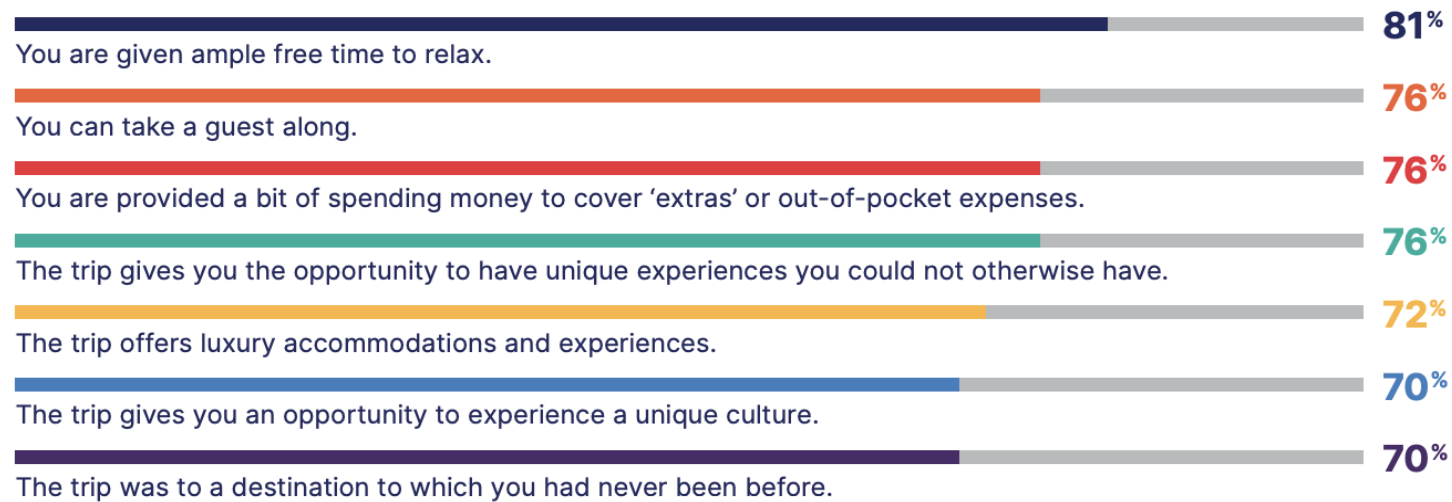 81%
You are given ample free time to relax.
76%
You can take a guest along.
76%
You are provided a bit of spending money to cover ‘extras’ or out-of-pocket expenses.
76%
The trip gives you the opportunity to have unique experiences you could not otherwise have.
72%
The trip offers luxury accommodations and experiences.
70%
The trip gives you an opportunity to experience a unique culture.
70%
The trip was to a destination to which you had never been before.